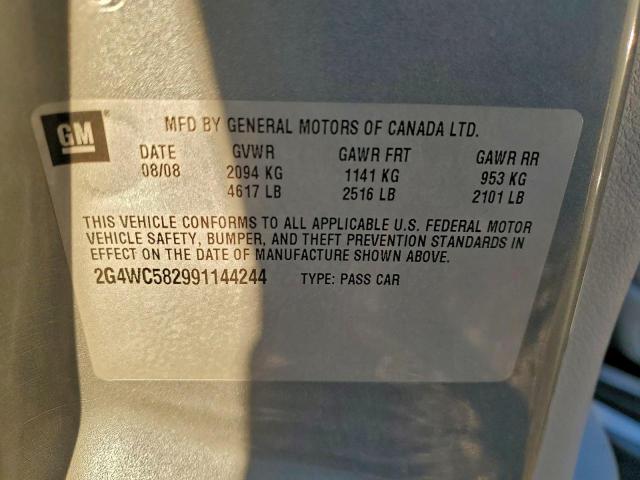 GM
MFD BY GENERAL MOTORS OF CANADA LTD.
DATE GVWR GAWR FRT GAWR RR
08/08 2094 KG 1141 KG 953 KG
4617 LB 2516 LB 2101 LB
THIS VEHICLE CONFORMS TO ALL APPLICABLE U.S. FEDERAL MOTOR
VEHICLE SAFETY, BUMPER, AND THEFT PREVENTION STANDARDS IN
EFFECT ON THE DATE OF MANUFACTURE SHOWN ABOVE.
2G4WC582991144244 TYPE: PASS CAR